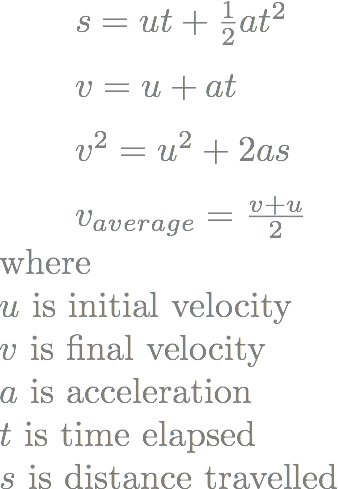 s = ut + \frac{1}{2}at^2
v = u + at
v^2 = u^2 + 2as
v_{average} = \frac{v+u}{2}
where
u is initial velocity
v is final velocity
a is acceleration
t is time elapsed
s is distance travelled